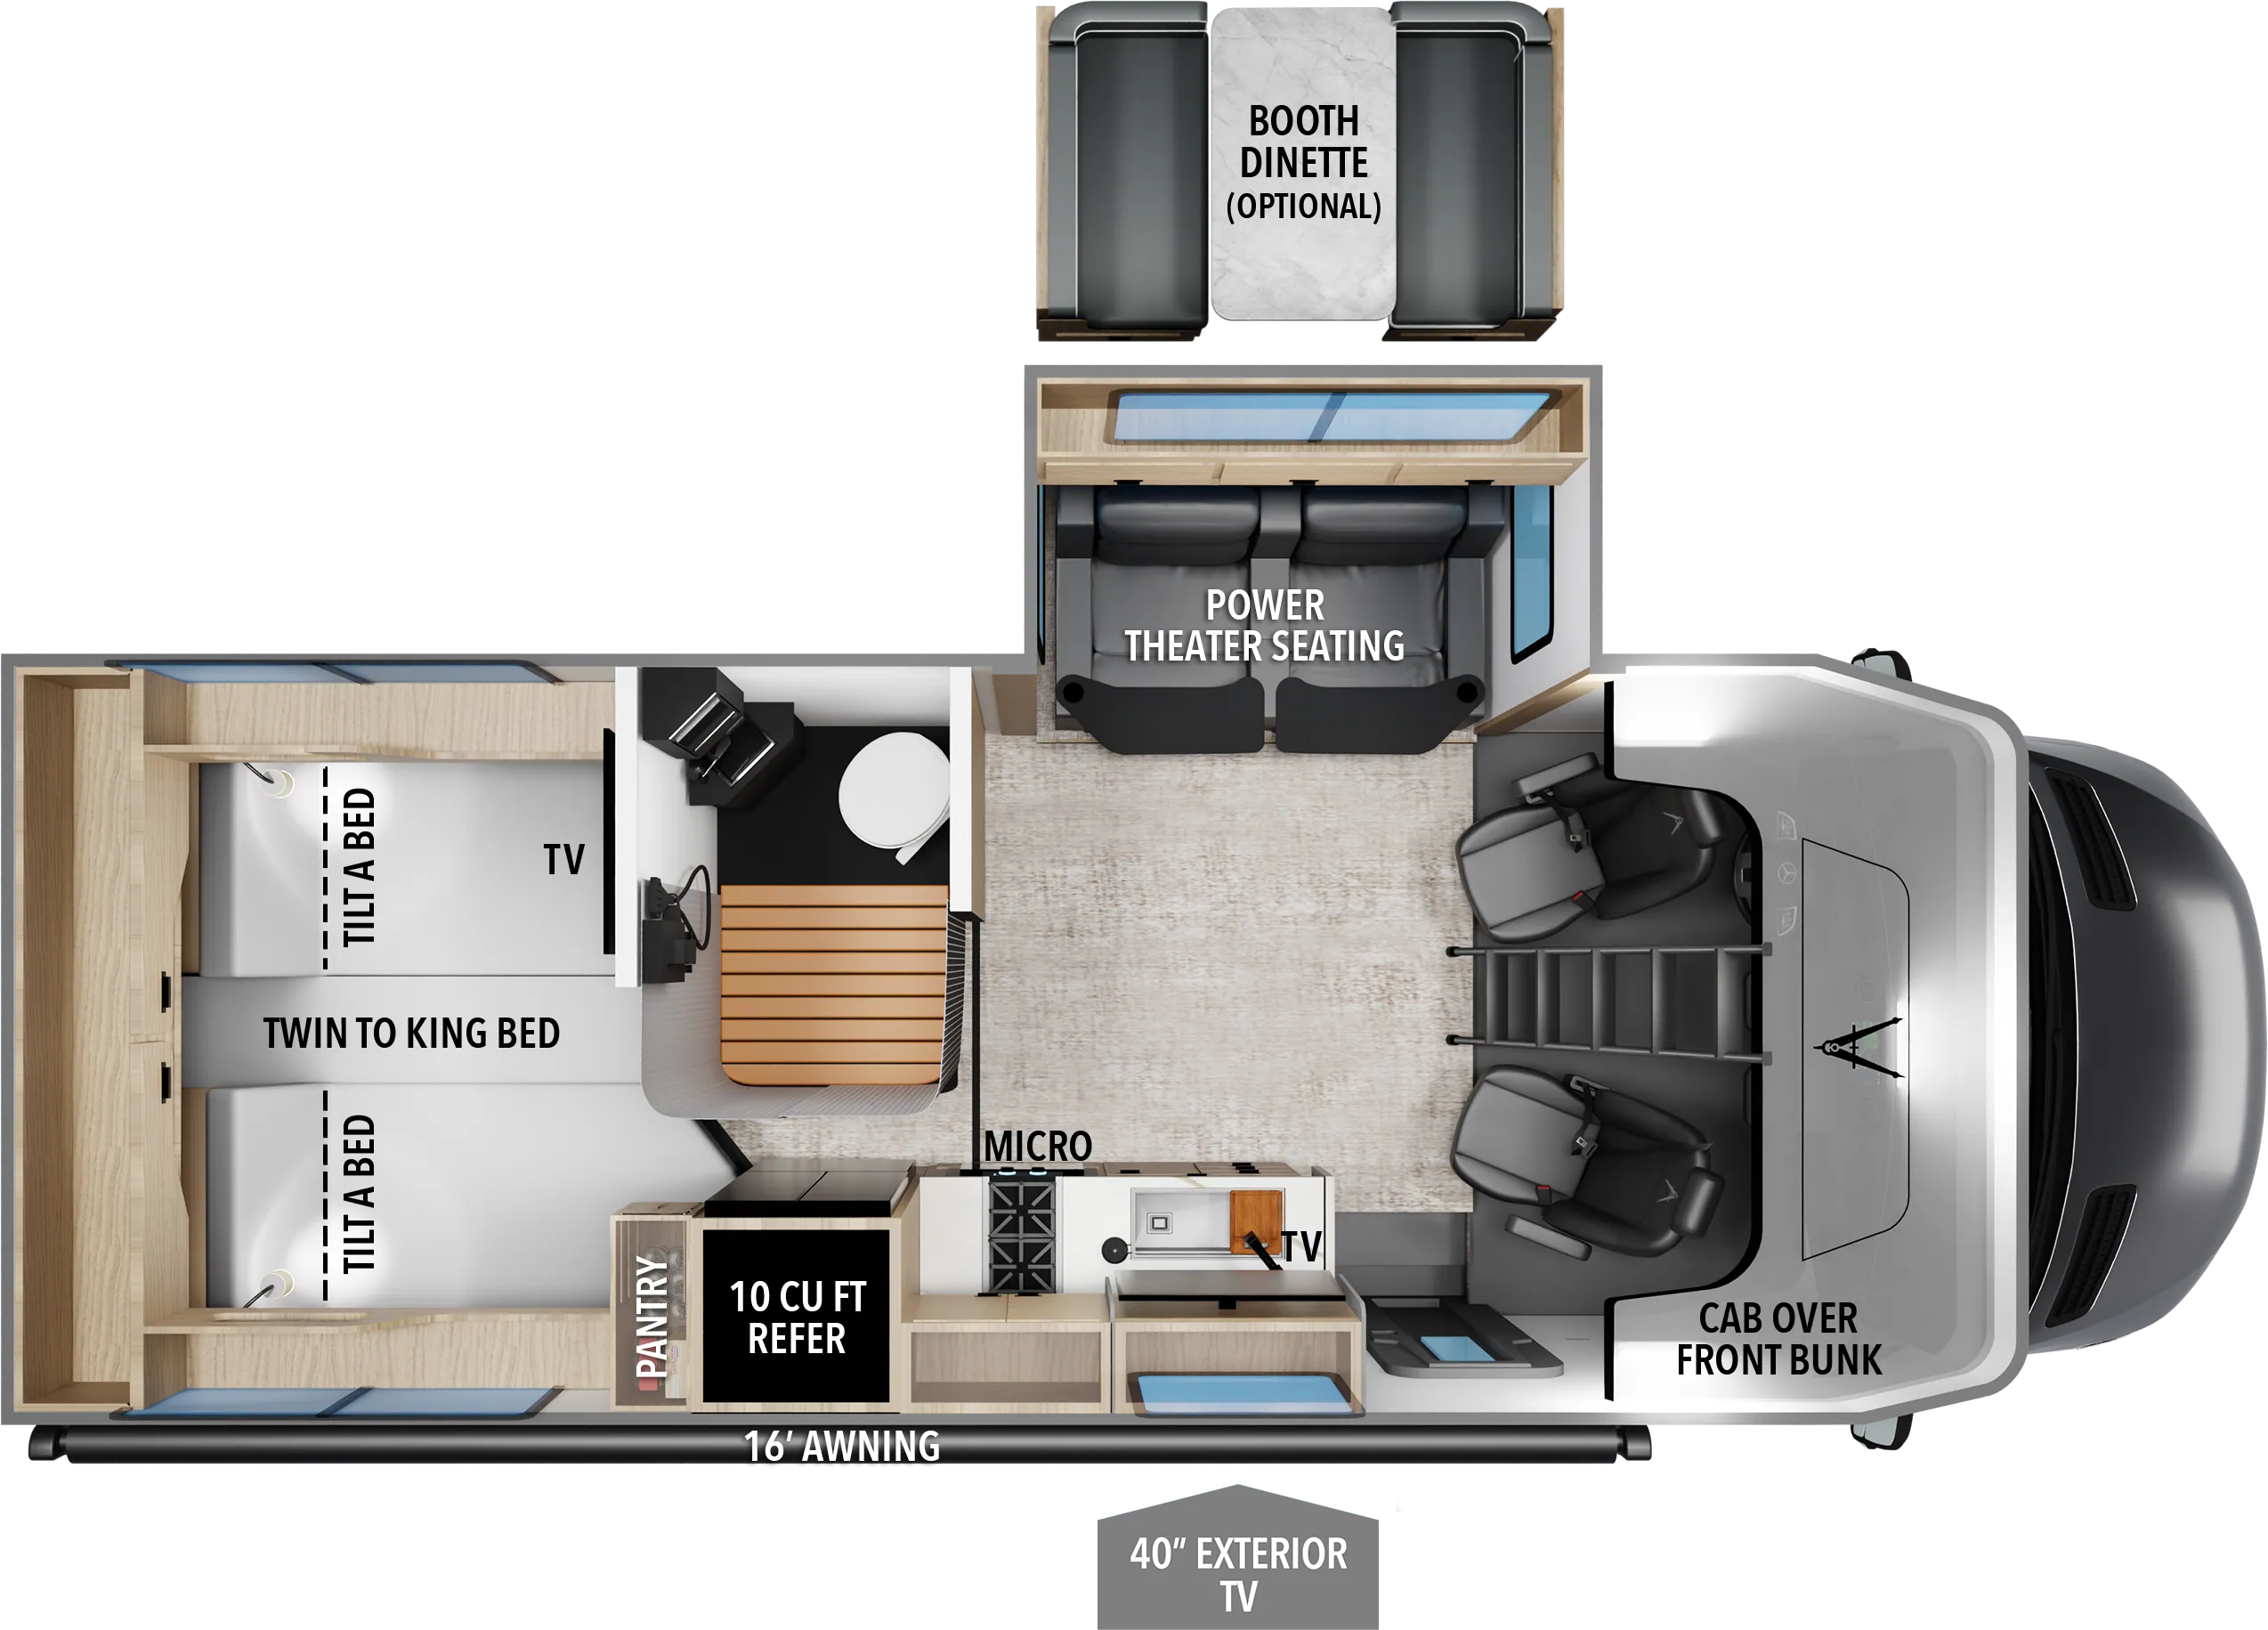 BOOTH
DINETTE
(OPTIONAL)
POWER
THEATER SEATING
TILT A BED
TV
TWIN TO KING BED
TILT A BED
MICRO
TV
PANTRY
10 CU FT
REFER
CAB OVER
FRONT BUNK
16’ AWNING
40” EXTERIOR
TV